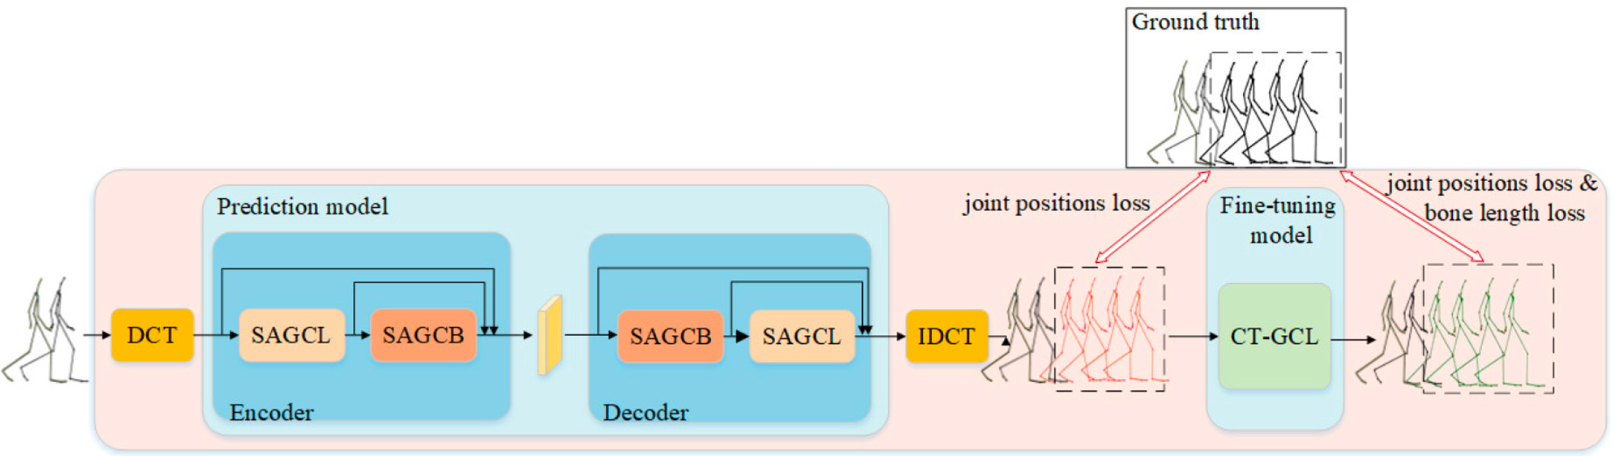 Ground truth
joint positions loss
joint positions loss &
bone length loss
Prediction model
Fine-tuning
model
DCT
SAGCL
SAGCB
SAGCB
SAGCL
IDCT
CT-GCL
Encoder
Decoder